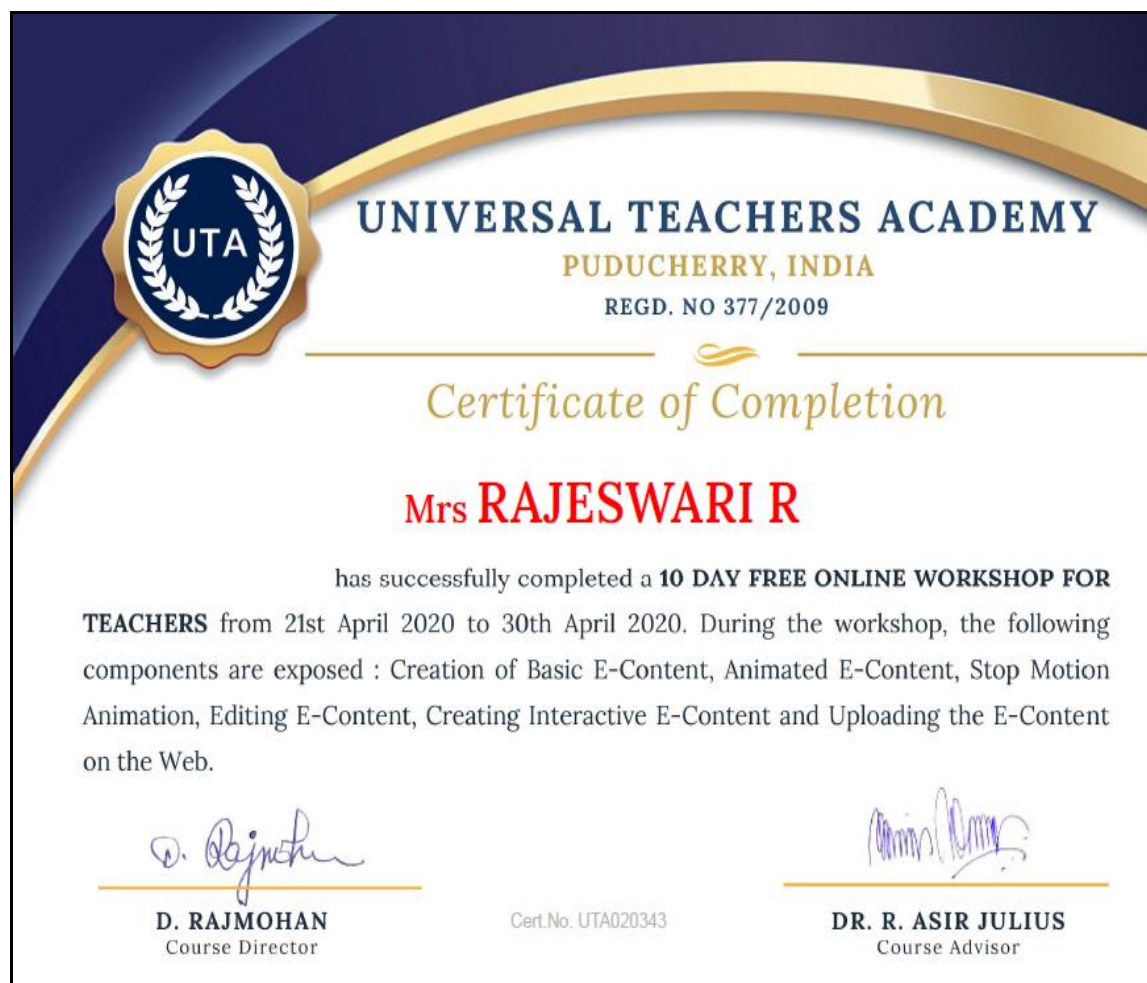 UTA
UNIVERSAL TEACHERS ACADEMY
PUDUCHERRY, INDIA
REGD. NO 377/2009
Certificate of Completion
Mrs RAJESWARI R
has successfully completed a 10 DAY FREE ONLINE WORKSHOP FOR
TEACHERS from 21st April 2020 to 30th April 2020. During the workshop, the following
components are exposed : Creation of Basic E-Content, Animated E-Content, Stop Motion
Animation, Editing E-Content, Creating Interactive E-Content and Uploading the E-Content
on the Web.
D. Rajmohan
D. RAJMOHAN
Course Director
Cert.No. UTA020343
DR. R. ASIR JULIUS
Course Advisor